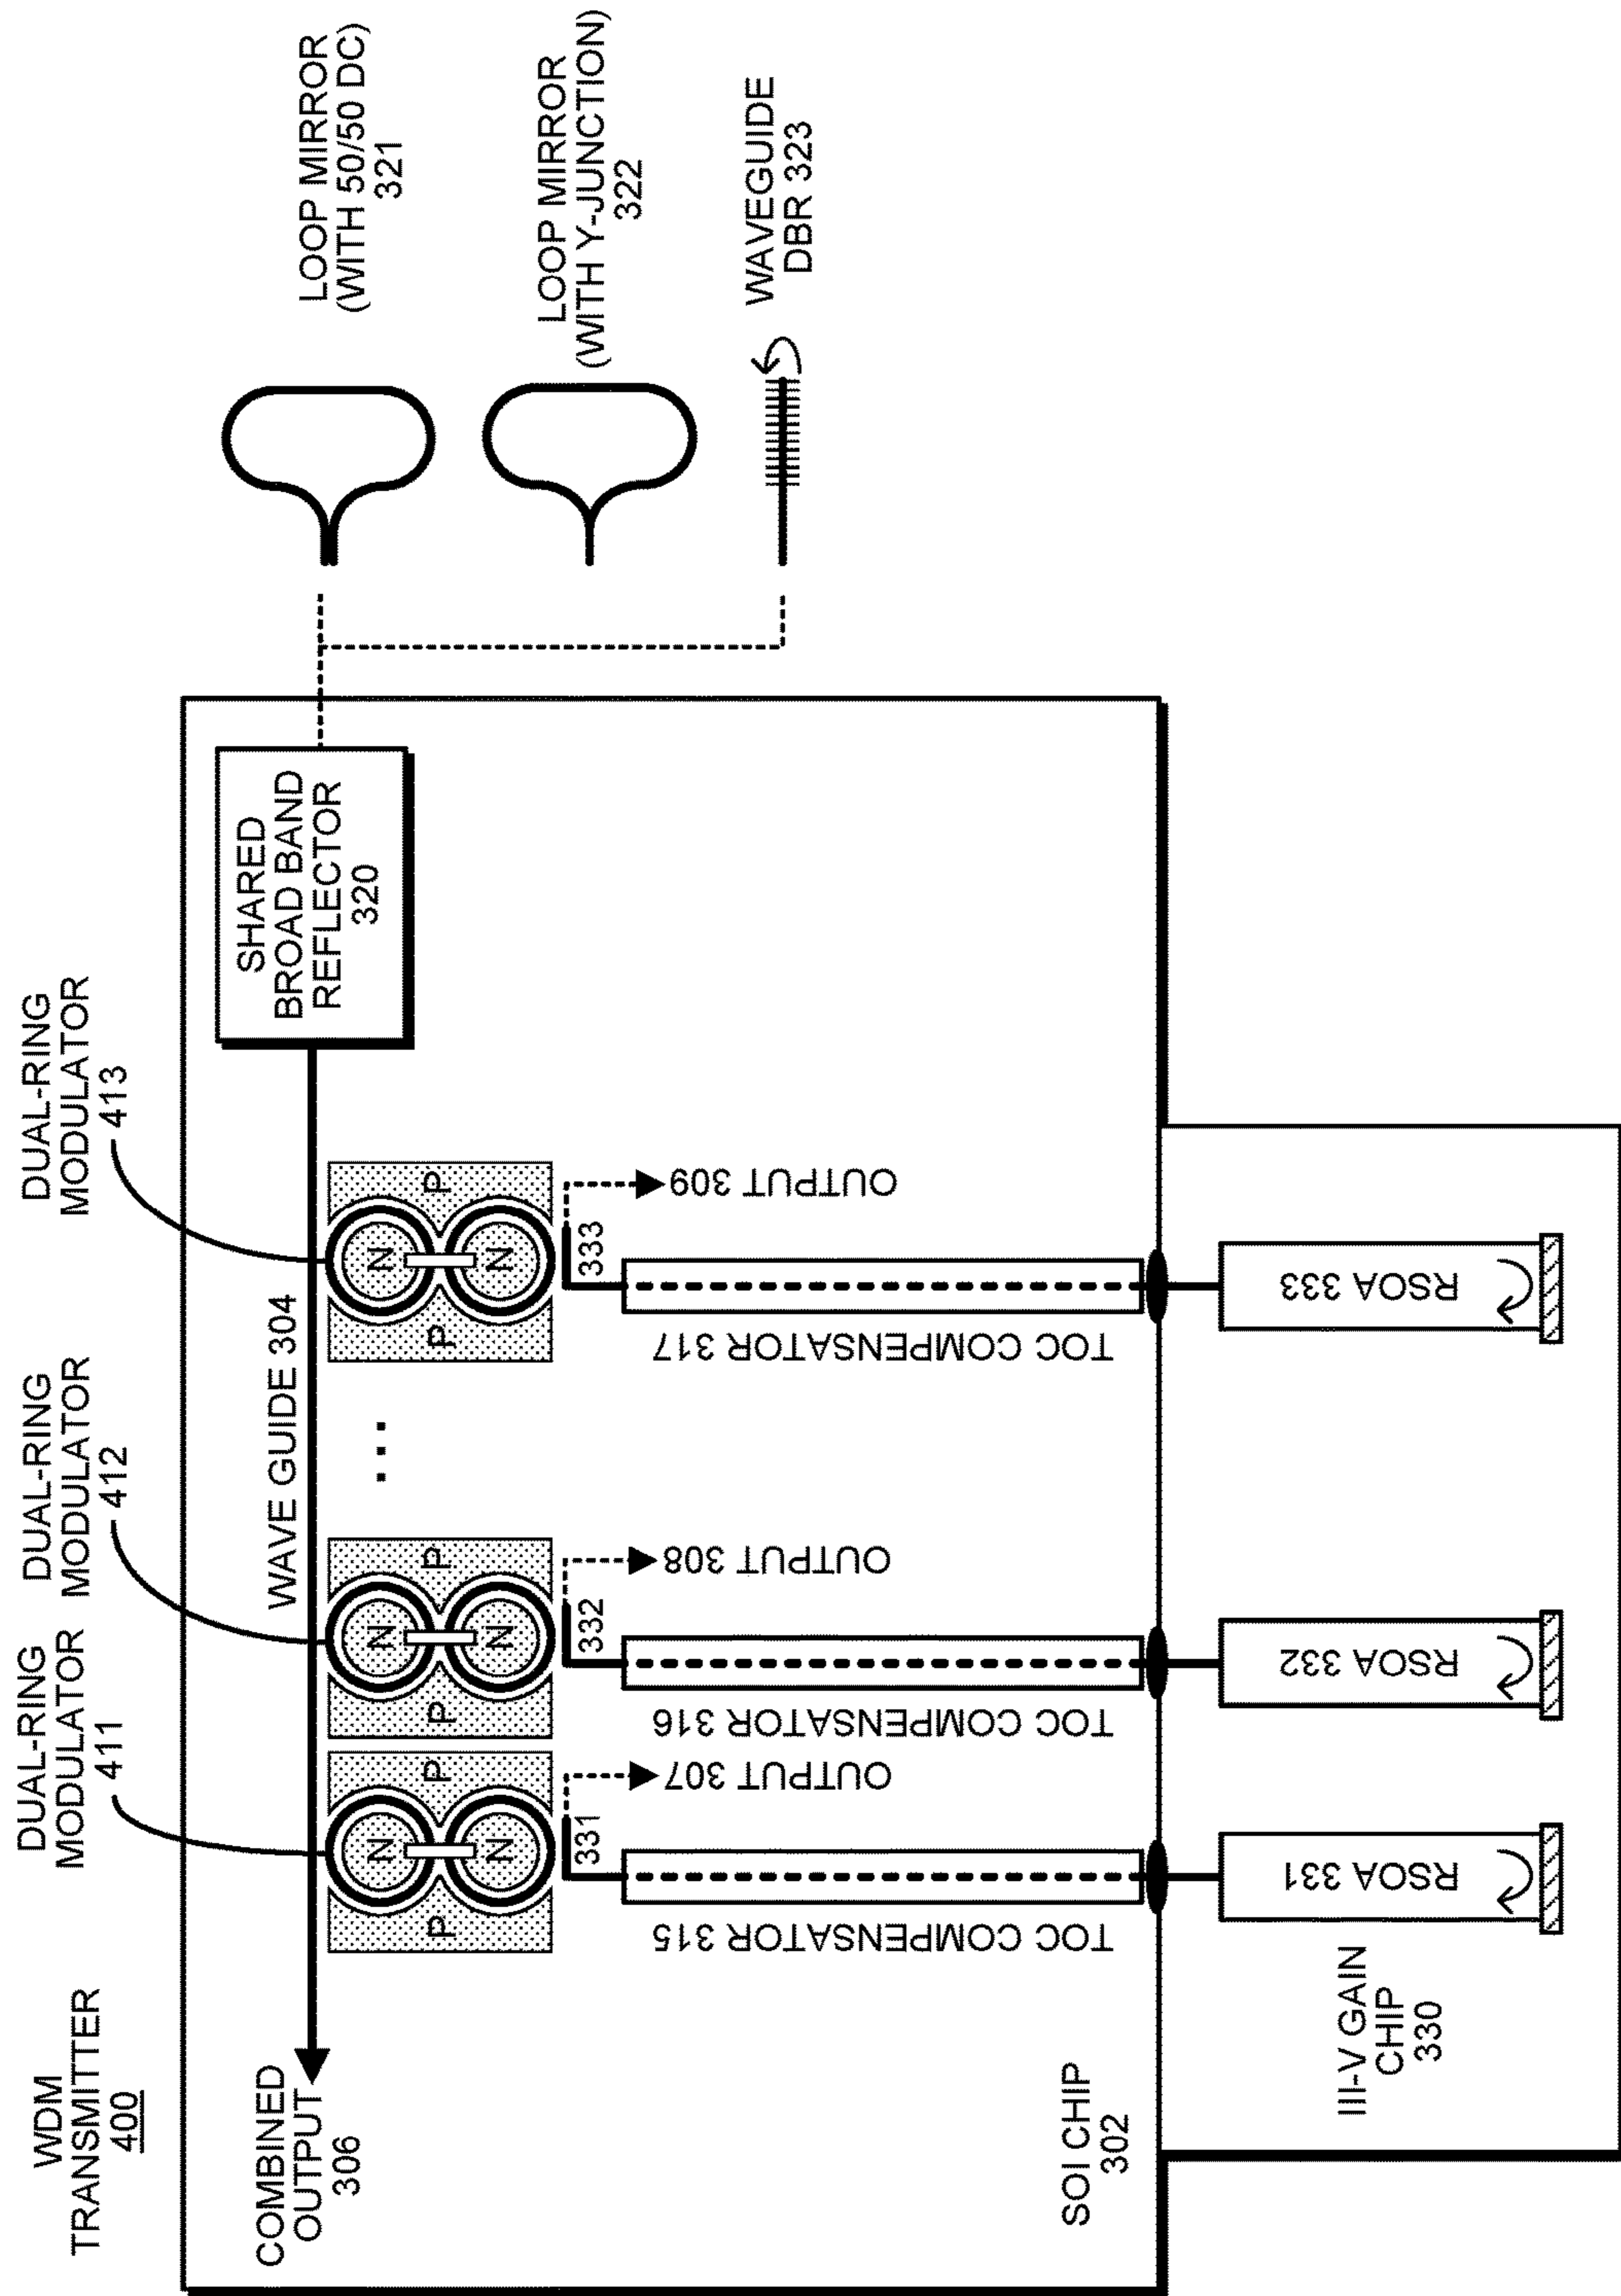 WDM
TRANSMITTER
400
DUAL-RING
MODULATOR
411
DUAL-RING
MODULATOR
412
DUAL-RING
MODULATOR
413
COMBINED
OUTPUT
306
WAVE GUIDE 304
SHARED
BROAD BAND
REFLECTOR
320
LOOP MIRROR
(WITH 50/50 DC)
321
LOOP MIRROR
(WITH Y-JUNCTION)
322
WAVEGUIDE
DBR 323
P
N
N
P
P
N
N
P
...
P
N
N
P
331
OUTPUT 307
332
OUTPUT 308
333
OUTPUT 309
TOC COMPENSATOR 315
TOC COMPENSATOR 316
TOC COMPENSATOR 317
SOI CHIP
302
III-V GAIN
CHIP
330
RSOA 331
RSOA 332
RSOA 333